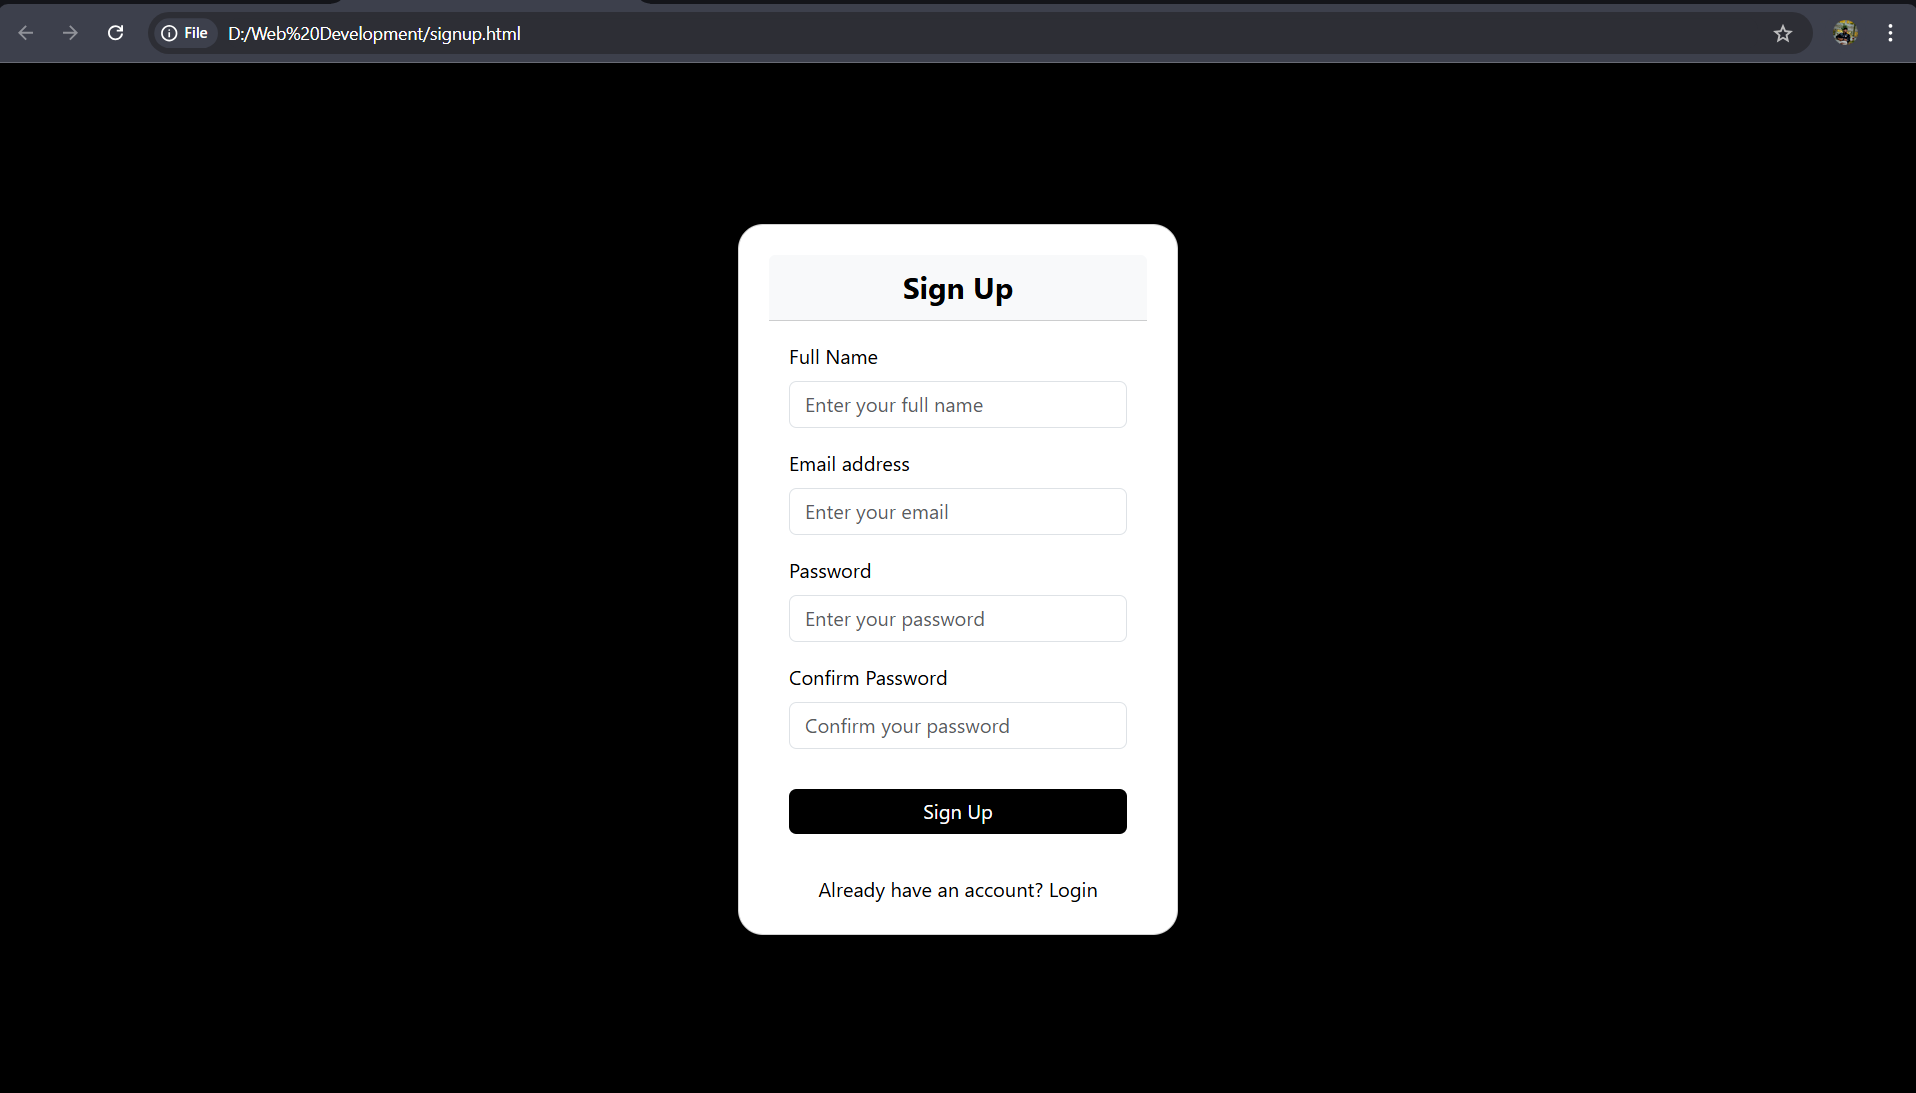 File D:/Web%20Development/signup.html
Sign Up
Full Name
Enter your full name
Email address
Enter your email
Password
Enter your password
Confirm Password
Confirm your password
Sign Up
Already have an account? Login